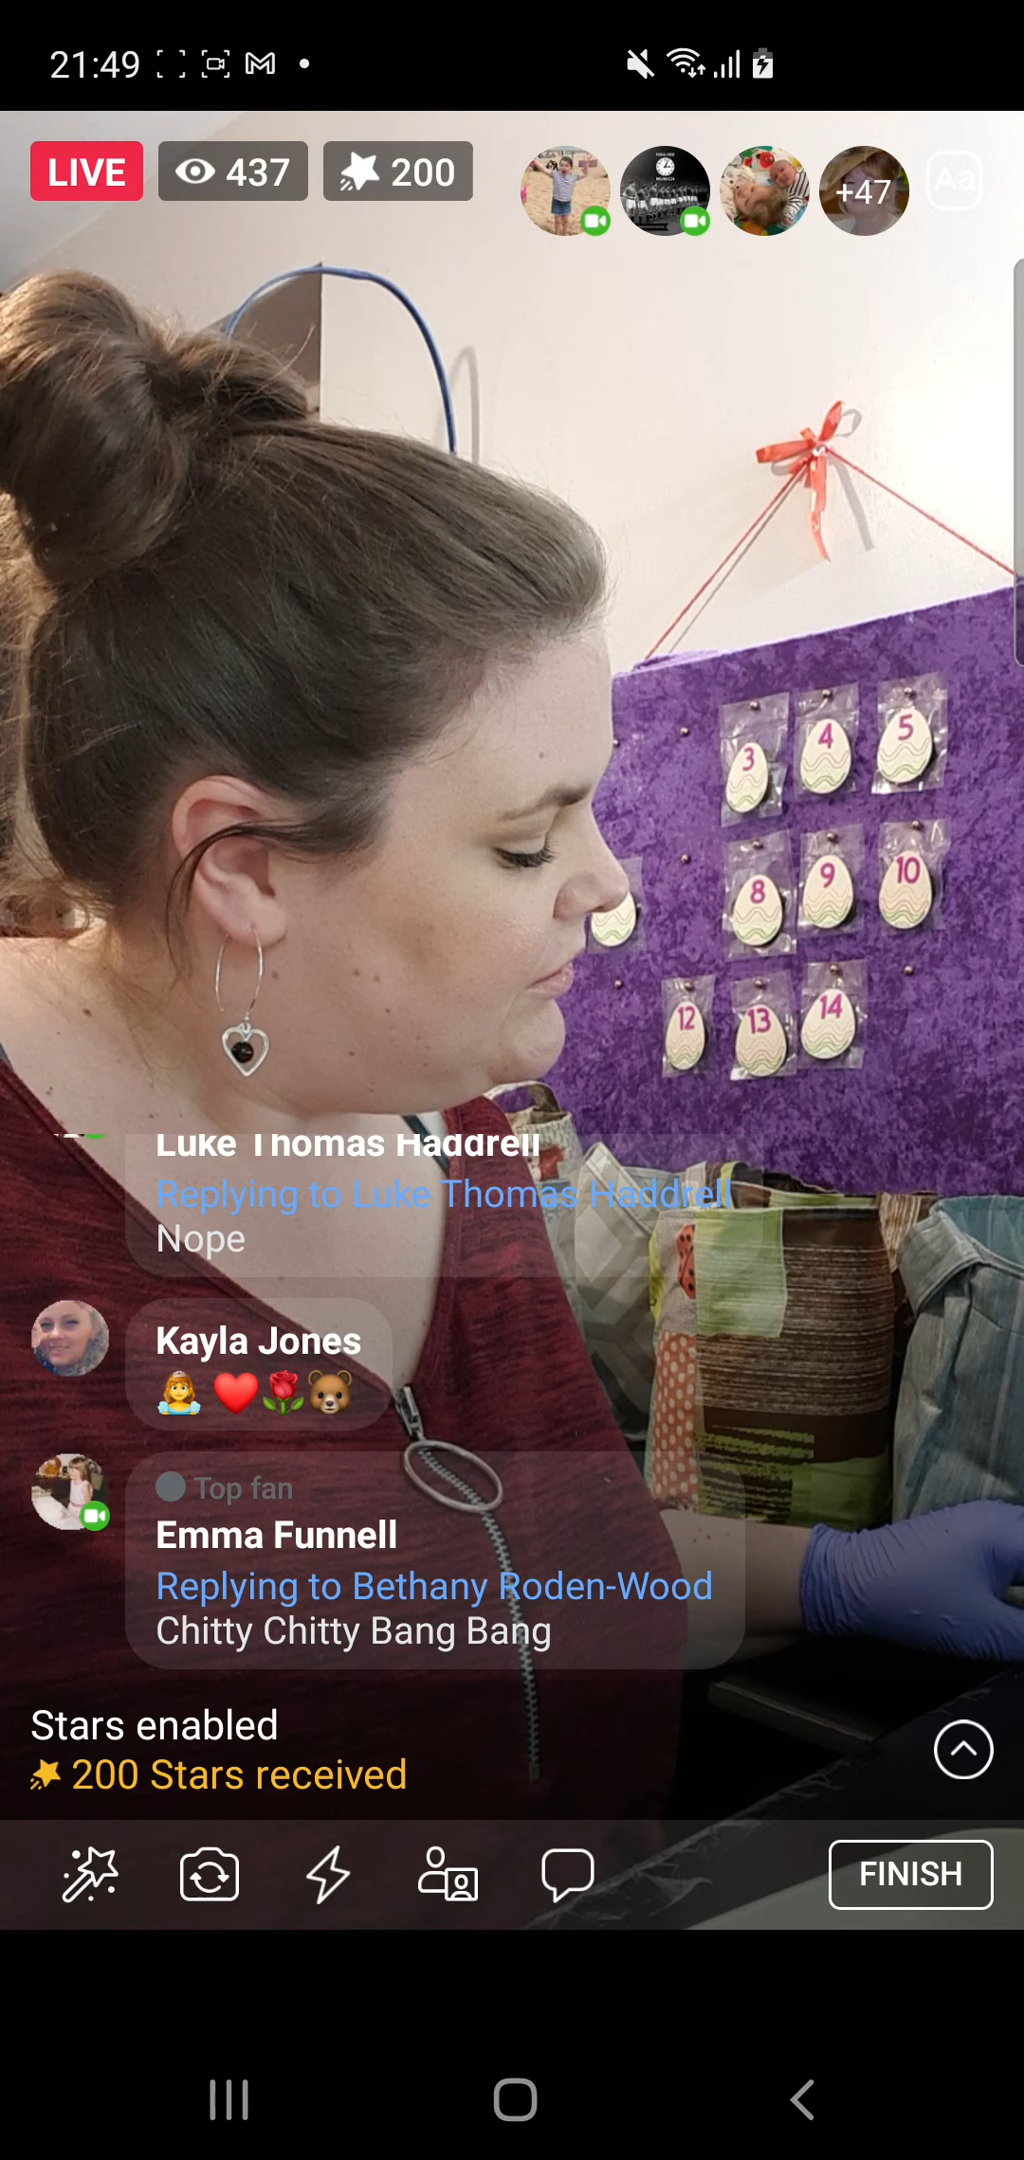 21:49
LIVE
437
200
+47
Aa
3
4
5
8
9
10
12
13
14
Luke Thomas Haddrell
Replying to Luke Thomas Haddrell
Nope
Kayla Jones
Top fan
Emma Funnell
Replying to Bethany Roden-Wood
Chitty Chitty Bang Bang
Stars enabled
200 Stars received
FINISH